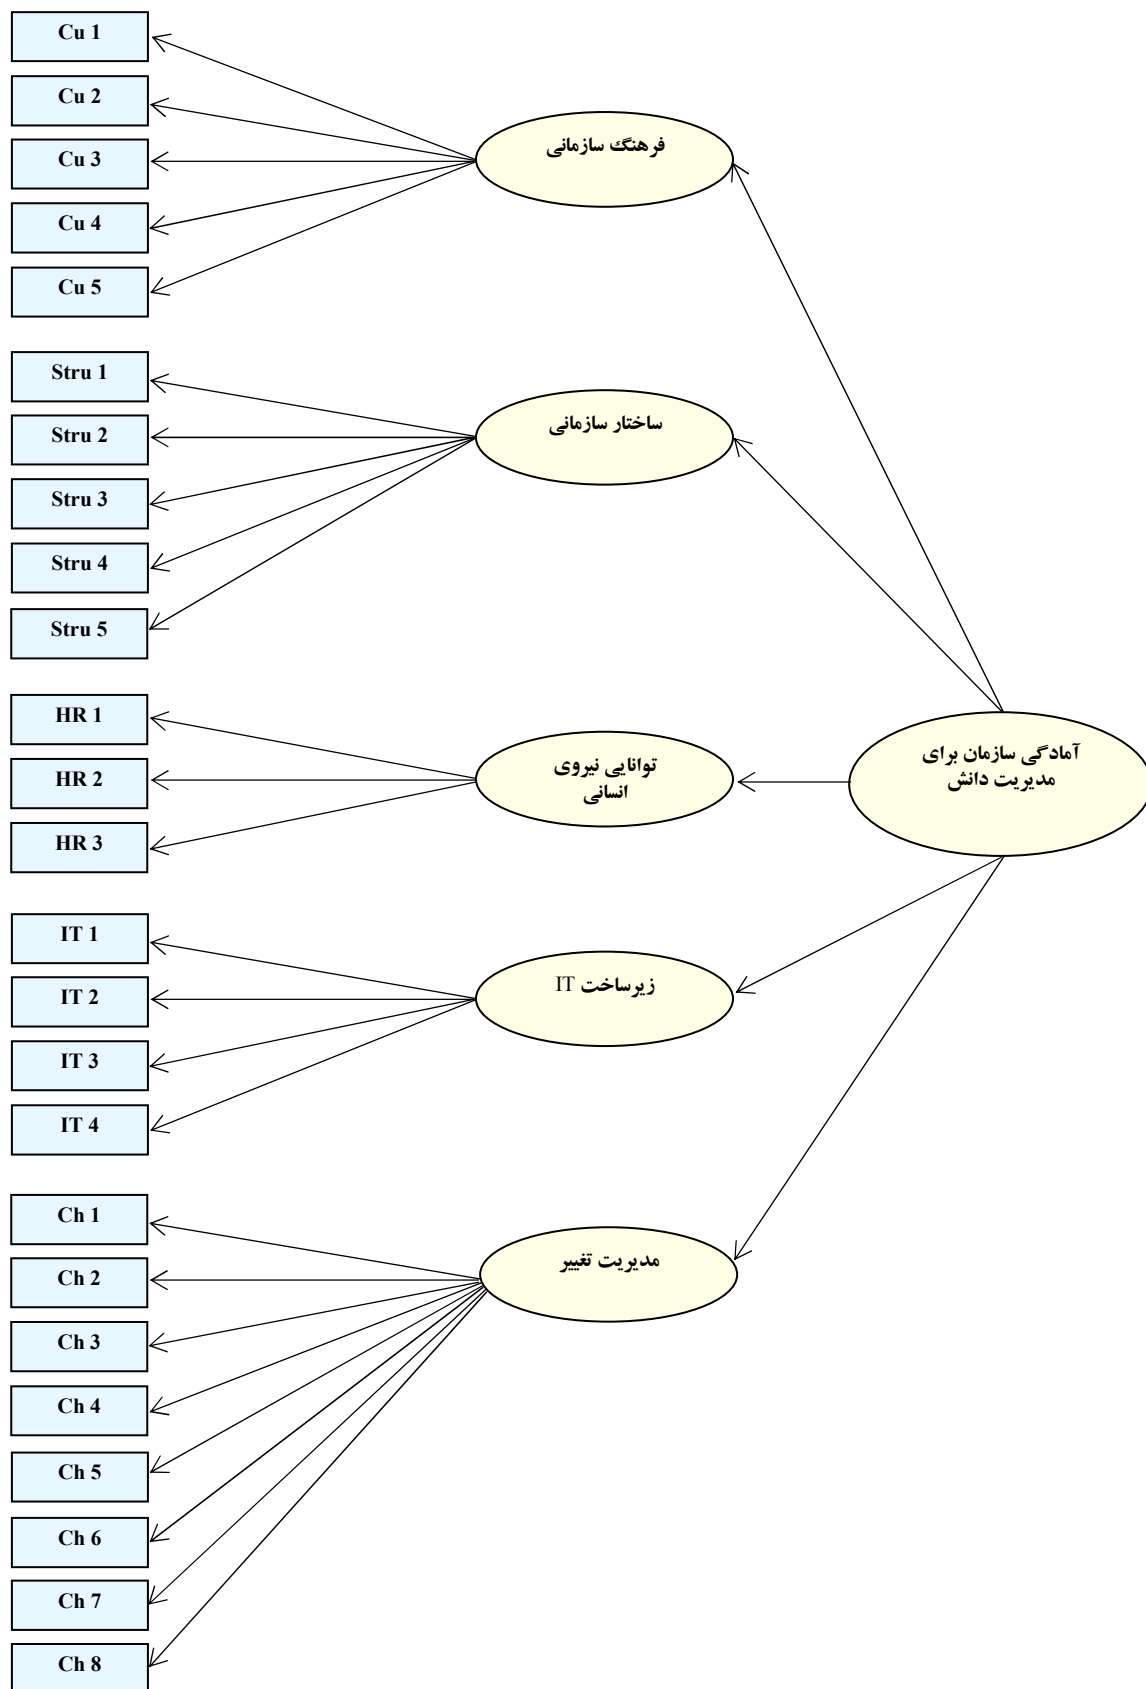 Cu 1
Cu 2
Cu 3
Cu 4
Cu 5
فرهنگ سازمانی
Stru 1
Stru 2
Stru 3
Stru 4
Stru 5
ساختار سازمانی
HR 1
HR 2
HR 3
توانایی نیروی
انسانی
آمادگی سازمان برای
مدیریت دانش
IT 1
IT 2
IT 3
IT 4
زیرساخت IT
Ch 1
Ch 2
Ch 3
Ch 4
Ch 5
Ch 6
Ch 7
Ch 8
مدیریت تغییر